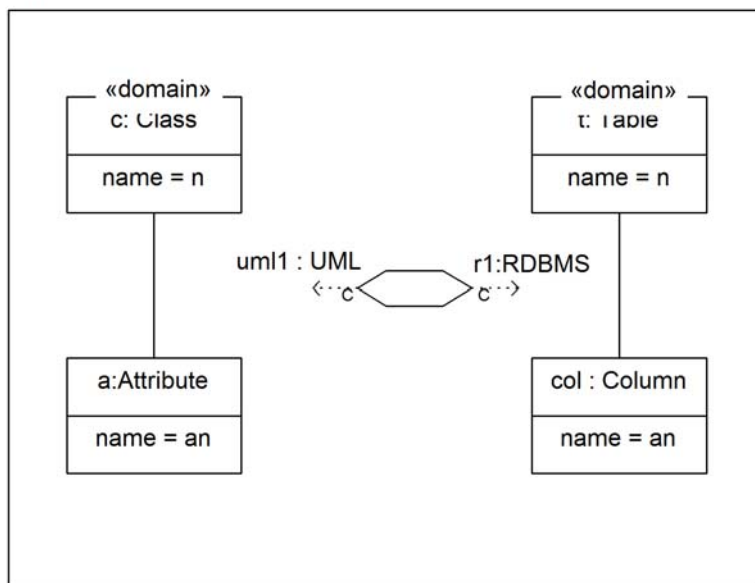 «domain»
c: Class
name = n
«domain»
t: Table
name = n
uml1 : UML
r1:RDBMS
c
c
a:Attribute
name = an
col : Column
name = an